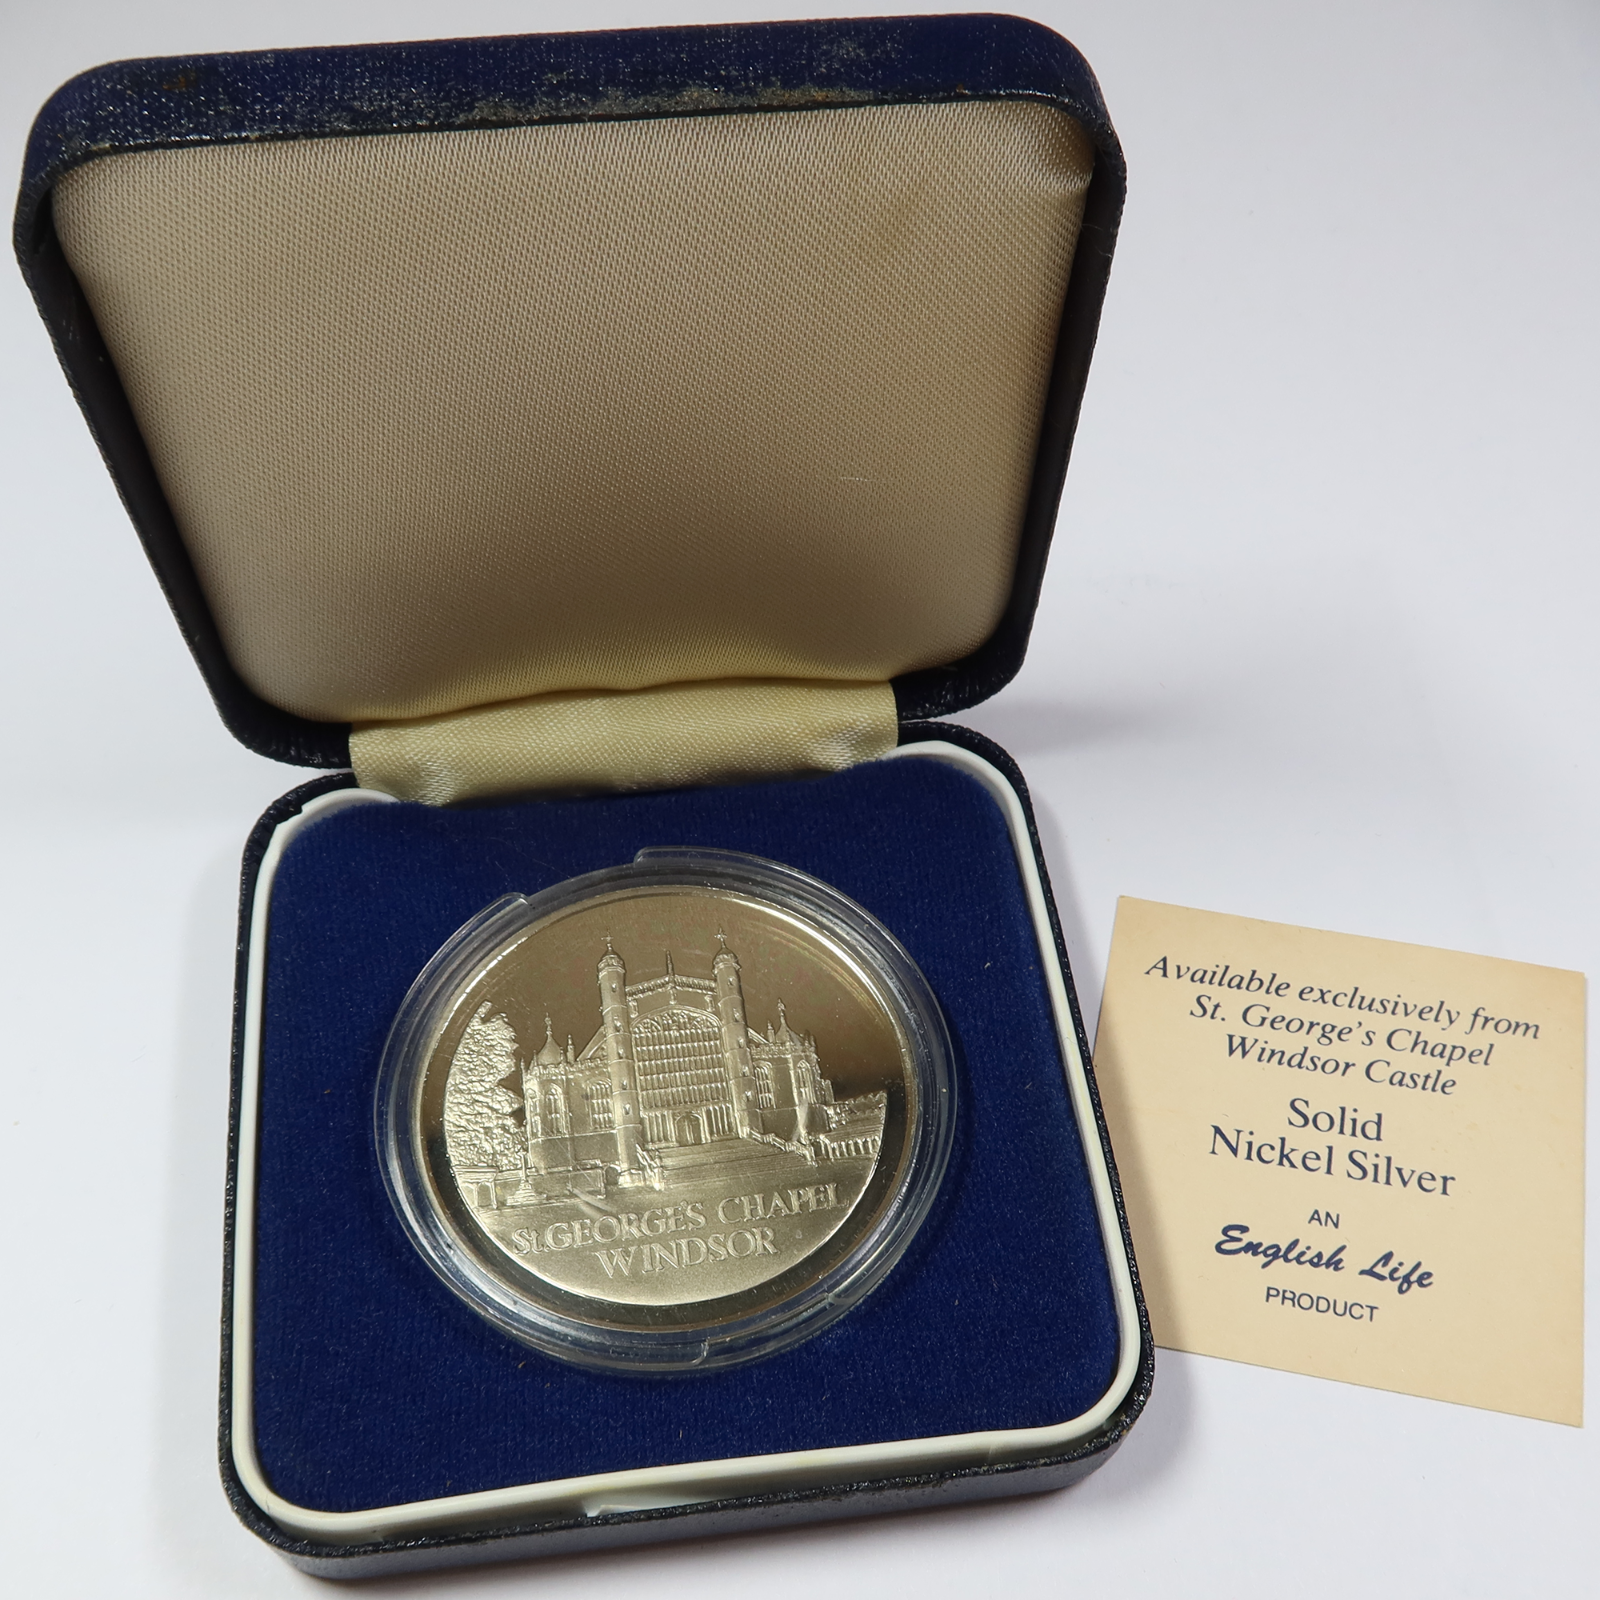 St. GEORGE'S CHAPEL
WINDSOR
Available exclusively from
St. George's Chapel
Windsor Castle
Solid
Nickel Silver
AN
English Life
PRODUCT